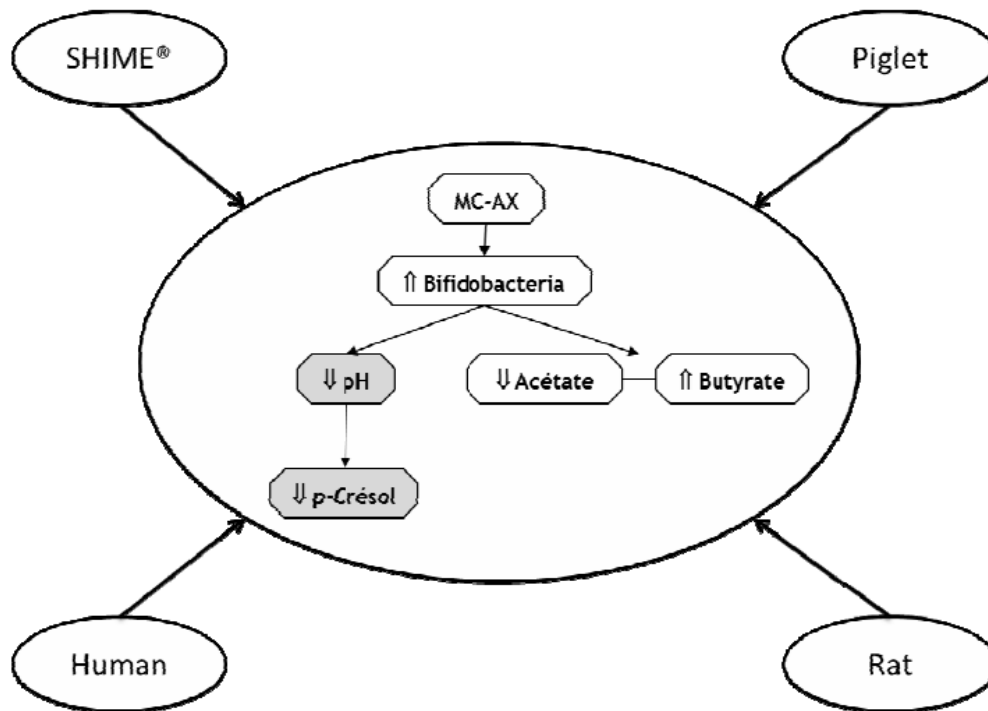 SHIME®
Piglet
MC-AX
⇑ Bifidobacteria
⇓ pH
⇓ Acétate
⇑ Butyrate
⇓ p-Crésol
Human
Rat